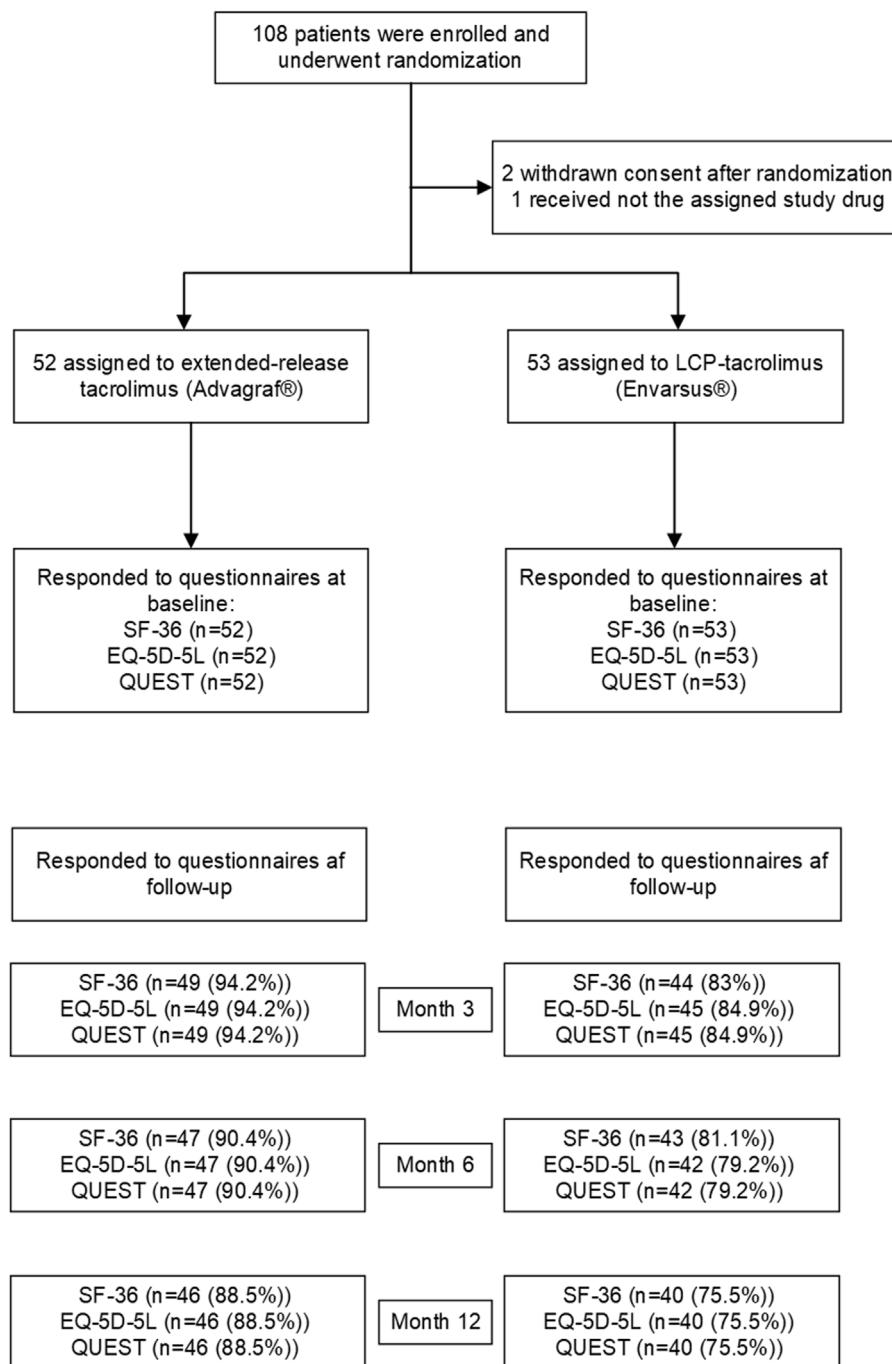 108 patients were enrolled and
underwent randomization
2 withdrawn consent after randomization
1 received not the assigned study drug
52 assigned to extended-release
tacrolimus (Advagraf®)
53 assigned to LCP-tacrolimus
(Envarsus®)
Responded to questionnaires at
baseline:
SF-36 (n=52)
EQ-5D-5L (n=52)
QUEST (n=52)
Responded to questionnaires at
baseline:
SF-36 (n=53)
EQ-5D-5L (n=53)
QUEST (n=53)
Responded to questionnaires af
follow-up
Responded to questionnaires af
follow-up
SF-36 (n=49 (94.2%))
EQ-5D-5L (n=49 (94.2%))
QUEST (n=49 (94.2%))
Month 3
SF-36 (n=44 (83%))
EQ-5D-5L (n=45 (84.9%))
QUEST (n=45 (84.9%))
SF-36 (n=47 (90.4%))
EQ-5D-5L (n=47 (90.4%))
QUEST (n=47 (90.4%))
Month 6
SF-36 (n=43 (81.1%))
EQ-5D-5L (n=42 (79.2%))
QUEST (n=42 (79.2%))
SF-36 (n=46 (88.5%))
EQ-5D-5L (n=46 (88.5%))
QUEST (n=46 (88.5%))
Month 12
SF-36 (n=40 (75.5%))
EQ-5D-5L (n=40 (75.5%))
QUEST (n=40 (75.5%))